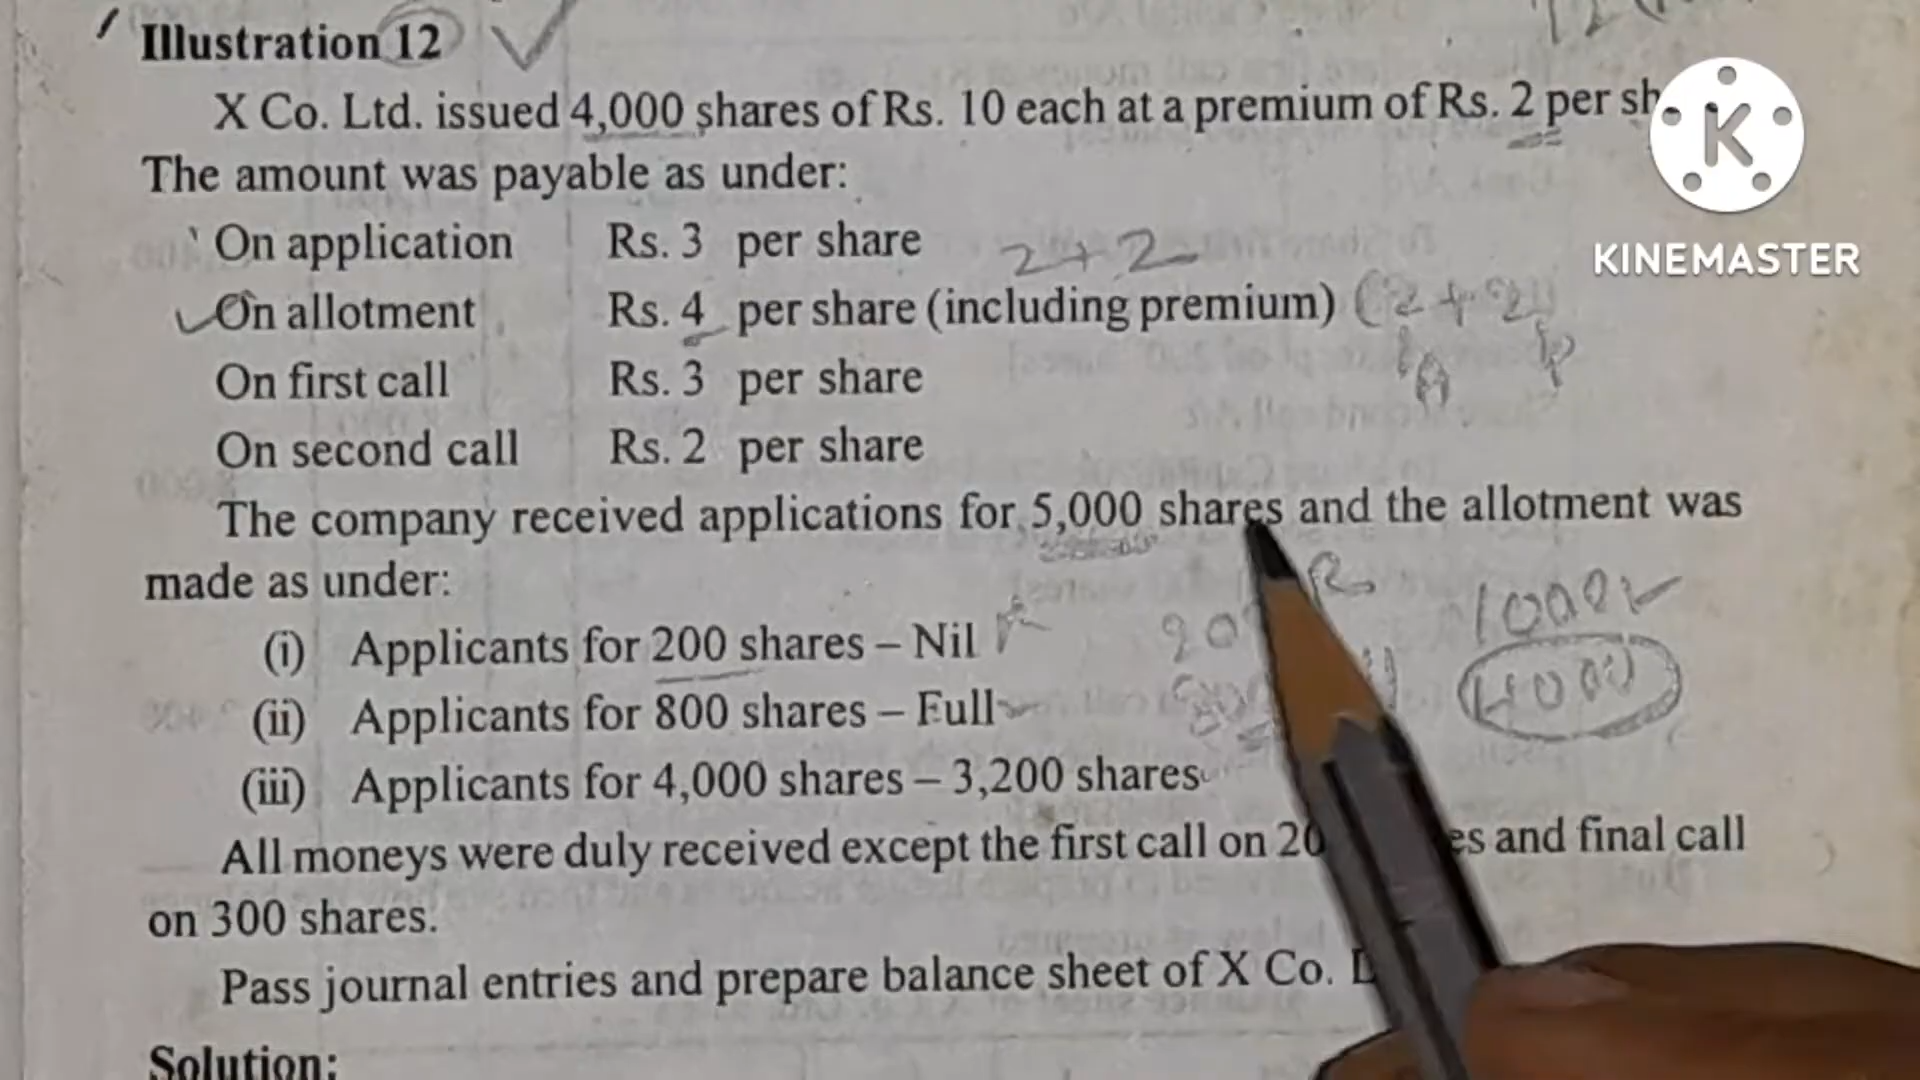 Illustration 12
X Co. Ltd. issued 4,000 shares of Rs. 10 each at a premium of Rs. 2 per sh
The amount was payable as under:
On application Rs. 3 per share 2 + 2
On allotment Rs. 4 per share (including premium) (2 + 2)
A P
On first call Rs. 3 per share
On second call Rs. 2 per share
The company received applications for 5,000 shares and the allotment was
made as under:
(i) Applicants for 200 shares – Nil
(ii) Applicants for 800 shares – Full
(iii) Applicants for 4,000 shares – 3,200 shares
All moneys were duly received except the first call on 20 es and final call
on 300 shares.
Pass journal entries and prepare balance sheet of X Co.
Solution:
1000
4000
K
KINEMASTER